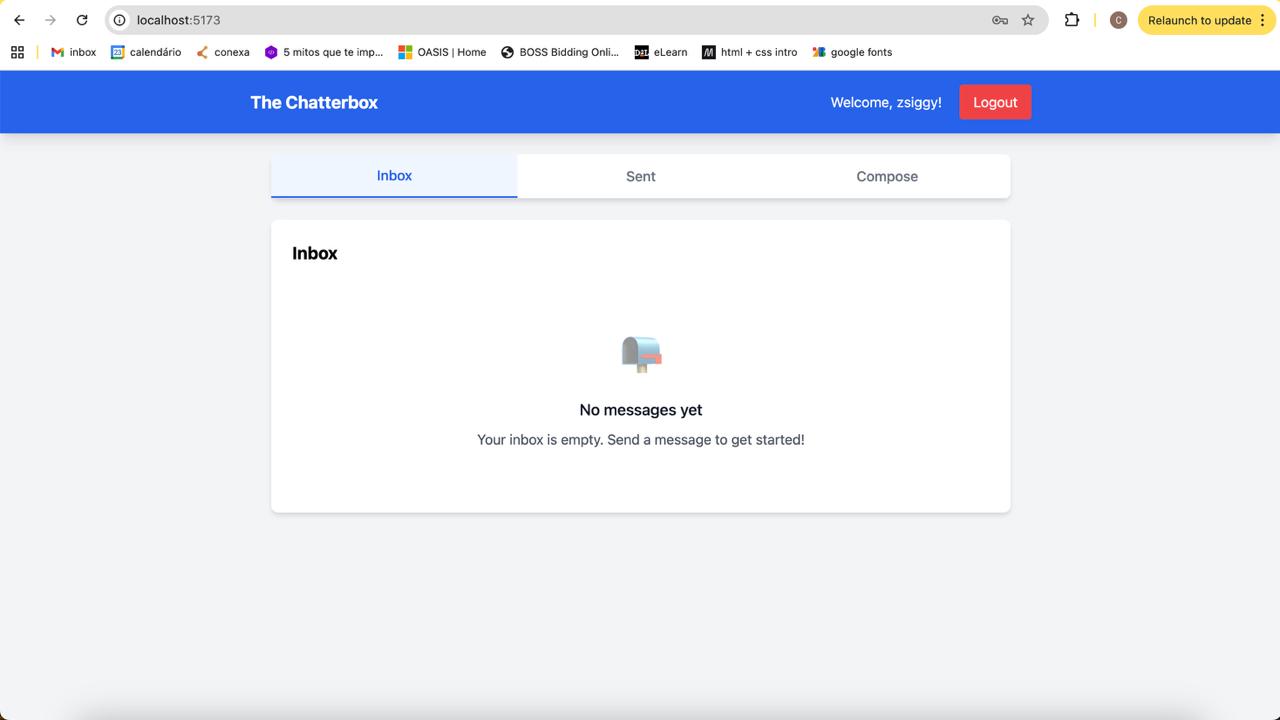 localhost:5173
Relaunch to update
inbox
calendário
conexa
5 mitos que te imp...
OASIS | Home
BOSS Bidding Onli...
eLearn
html + css intro
google fonts
The Chatterbox
Welcome, zsiggy!
Logout
Inbox
Sent
Compose
Inbox
No messages yet
Your inbox is empty. Send a message to get started!